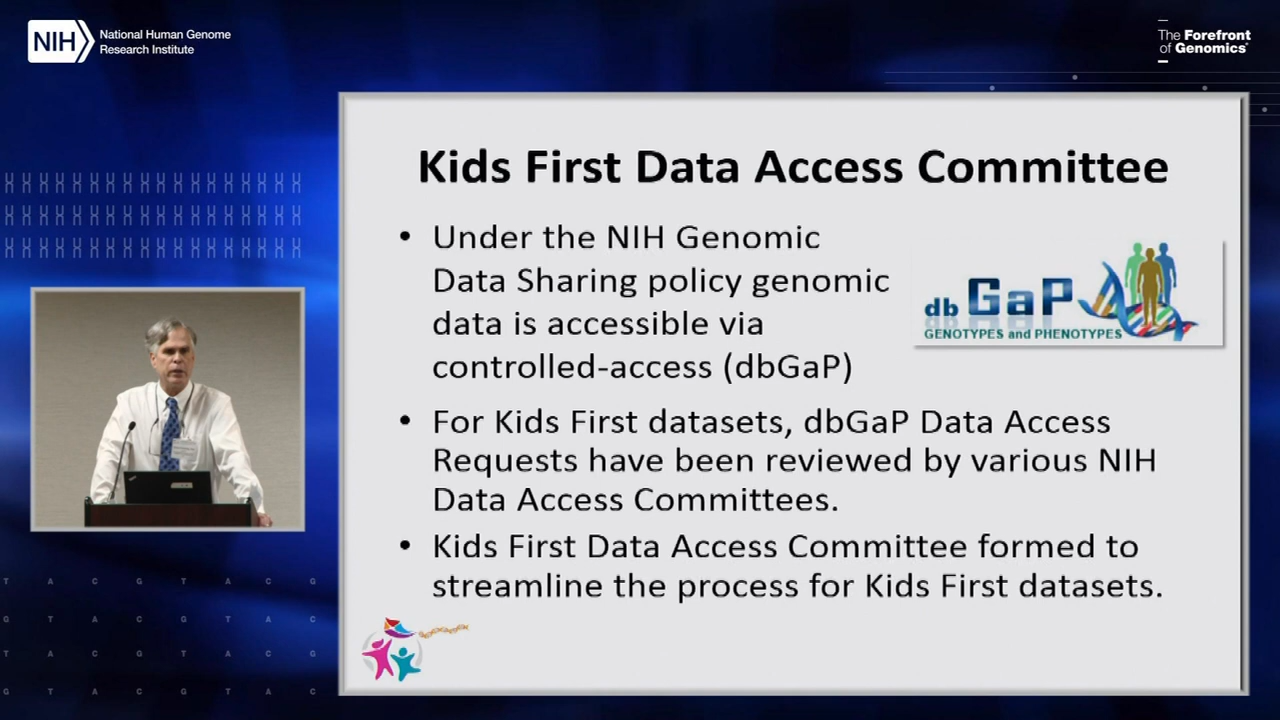 NIH
National Human Genome
Research Institute
The Forefront
of Genomics®
Kids First Data Access Committee
• Under the NIH Genomic
Data Sharing policy genomic
data is accessible via
controlled-access (dbGaP)
db GaP
GENOTYPES and PHENOTYPES
• For Kids First datasets, dbGaP Data Access
Requests have been reviewed by various NIH
Data Access Committees.
• Kids First Data Access Committee formed to
streamline the process for Kids First datasets.
T A C G T A C G
G T A C G T A C
T A C G T A C G
G T A C G T A C